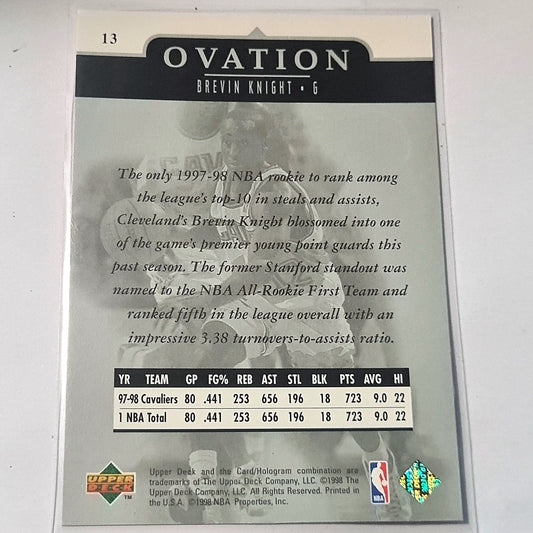 13
OVATION
BREVIN KNIGHT • G
The only 1997-98 NBA rookie to rank among
the league's top-10 in steals and assists,
Cleveland's Brevin Knight blossomed into one
of the game's premier young point guards this
past season. The former Stanford standout was
named to the NBA All-Rookie First Team and
ranked fifth in the league overall with an
impressive 3.38 turnovers-to-assists ratio.
YR TEAM GP FG% REB AST STL BLK PTS AVG HI
97-98 Cavaliers 80 .441 253 656 196 18 723 9.0 22
1 NBA Total 80 .441 253 656 196 18 723 9.0 22
Upper Deck and the Card/Hologram combination are
trademarks of The Upper Deck Company, LLC. ©1998 The
Upper Deck Company, LLC. All Rights Reserved. Printed in
the U.S.A. ©1998 NBA Properties, Inc.
UPPER
DECK
TM
NBA